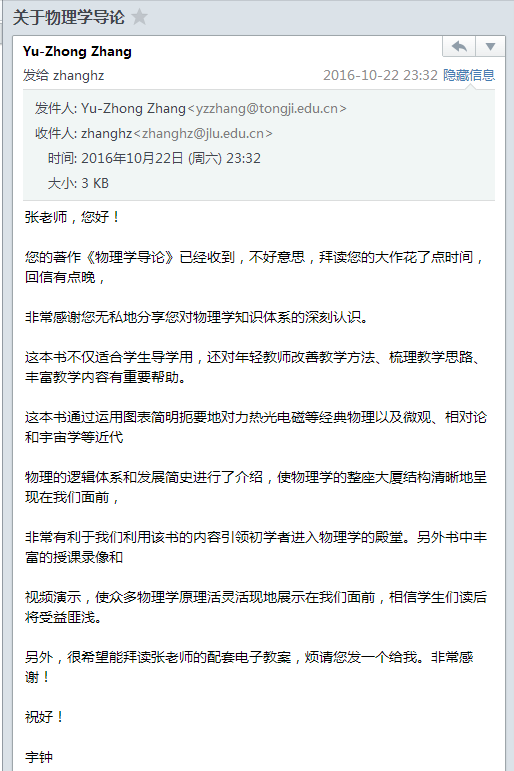 关于物理学导论
Yu-Zhong Zhang
发给 zhanghz 2016-10-22 23:32 隐藏信息
发件人: Yu-Zhong Zhang<yzzhang@tongji.edu.cn>
收件人: zhanghz<zhanghz@jlu.edu.cn>
时间: 2016年10月22日 (周六) 23:32
大小: 3 KB
张老师，您好！
您的著作《物理学导论》已经收到，不好意思，拜读您的大作花了点时间，
回信有点晚，
非常感谢您无私地分享您对物理学知识体系的深刻认识。
这本书不仅适合学生导学用，还对年轻教师改善教学方法、梳理教学思路、
丰富教学内容有重要帮助。
这本书通过运用图表简明扼要地对力热光电磁等经典物理以及微观、相对论
和宇宙学等近代
物理的逻辑体系和发展简史进行了介绍，使物理学的整座大厦结构清晰地呈
现在我们面前，
非常有利于我们利用该书的内容引领初学者进入物理学的殿堂。另外书中丰
富的授课录像和
视频演示，使众多物理学原理活灵活现地展示在我们面前，相信学生们读后
将受益匪浅。
另外，很希望能拜读张老师的配套电子教案，烦请您发一个给我。非常感
谢！
祝好！
宇钟